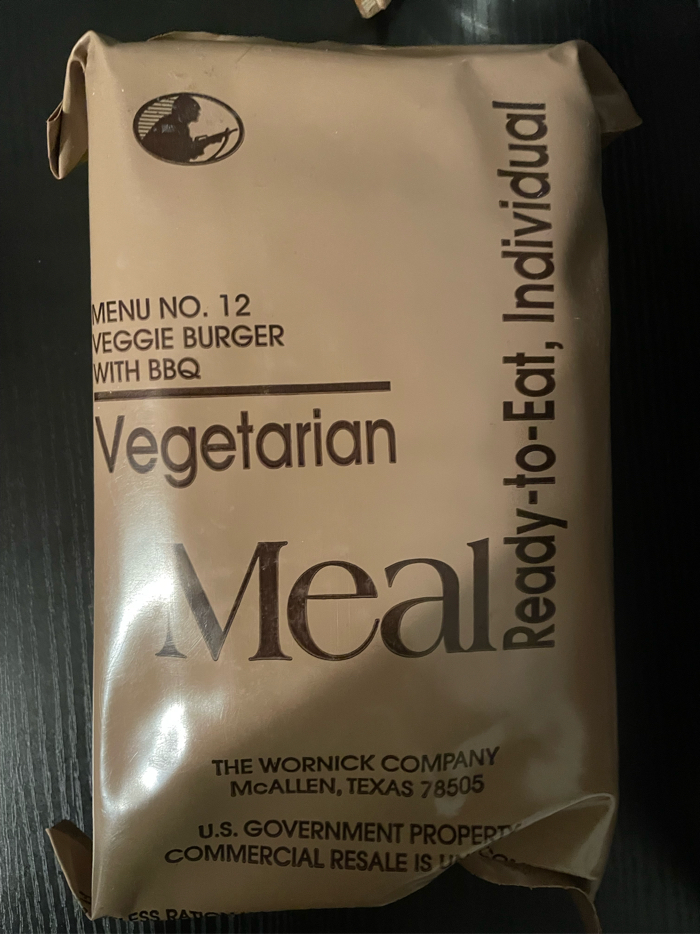 MENU NO. 12
VEGGIE BURGER
WITH BBQ
Vegetarian
Meal
Ready-to-Eat, Individual
THE WORNICK COMPANY
McALLEN, TEXAS 78505
U.S. GOVERNMENT PROPERTY
COMMERCIAL RESALE IS